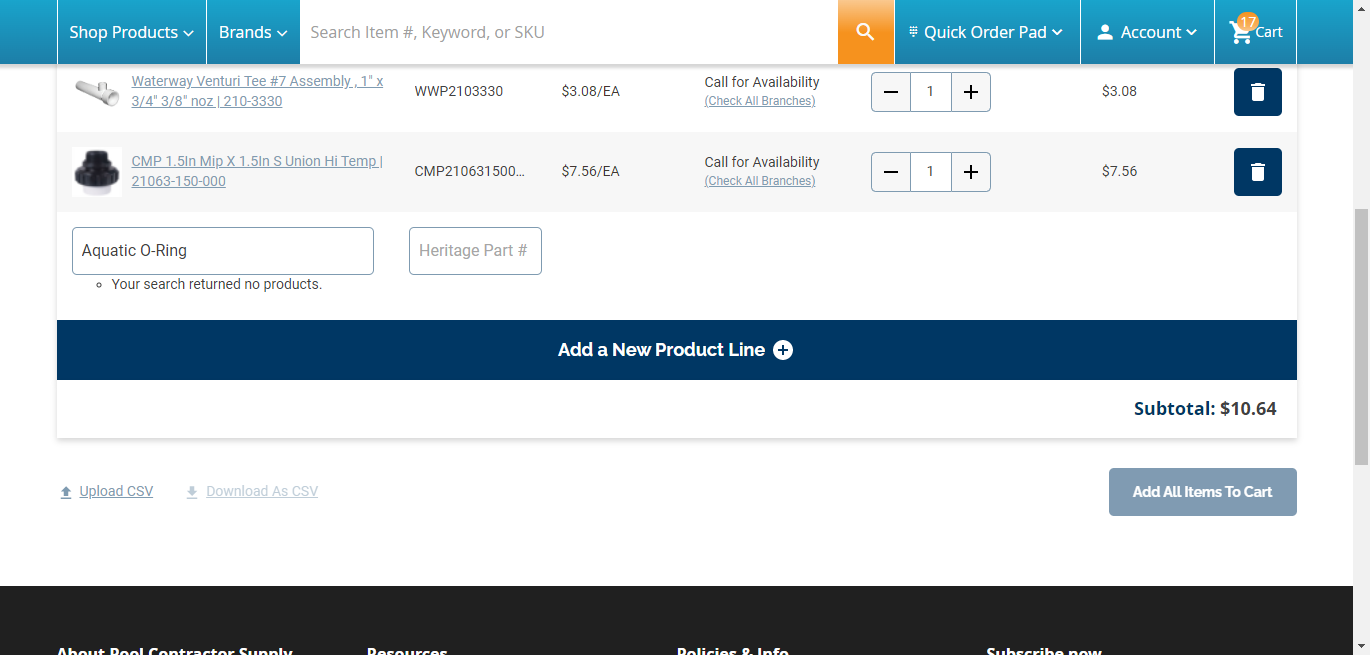 Shop Products
Brands
Search Item #, Keyword, or SKU
Quick Order Pad
Account
17
Cart
Waterway Venturi Tee #7 Assembly , 1" x
3/4" 3/8" noz | 210-3330
WWP2103330
$3.08/EA
Call for Availability
(Check All Branches)
1
$3.08
CMP 1.5In Mip X 1.5In S Union Hi Temp |
21063-150-000
CMP210631500...
$7.56/EA
Call for Availability
(Check All Branches)
1
$7.56
Aquatic O-Ring
Heritage Part #
Your search returned no products.
Add a New Product Line
Subtotal: $10.64
Upload CSV
Download As CSV
Add All Items To Cart
About Pool Contractor Supply
Resources
Policies & Info
Subscribe now